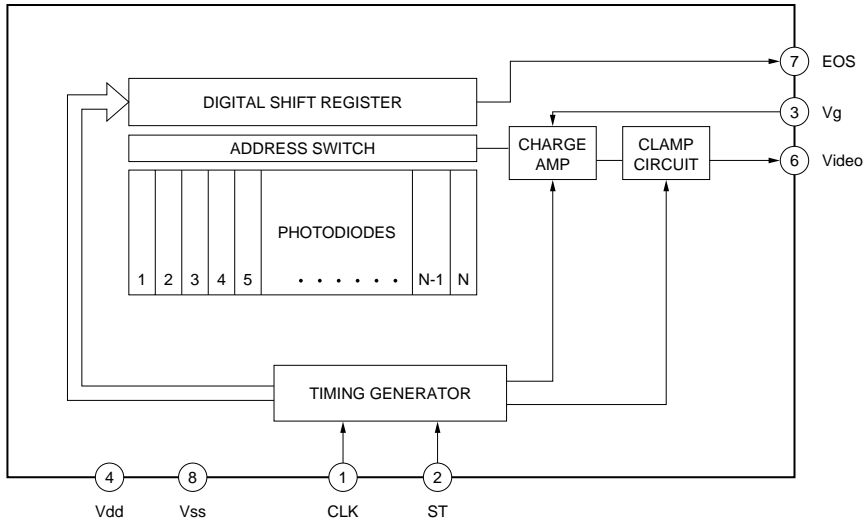 7 EOS
DIGITAL SHIFT REGISTER
3 Vg
ADDRESS SWITCH
CHARGE
AMP
CLAMP
CIRCUIT
6 Video
PHOTODIODES
1 2 3 4 5 · · · · · · N-1 N
TIMING GENERATOR
4 8 1 2
Vdd Vss CLK ST